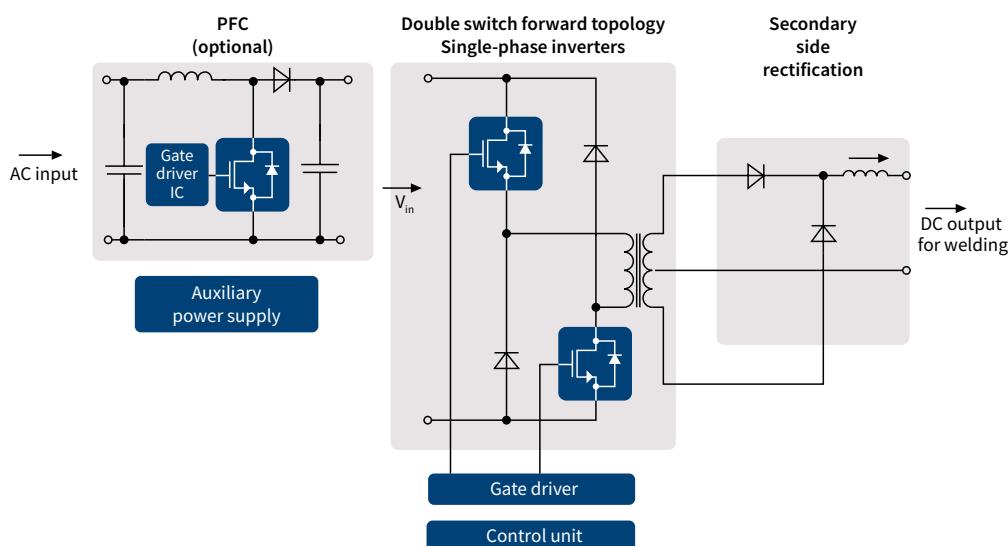 PFC
(optional)
Double switch forward topology
Single-phase inverters
Secondary
side
rectification
AC input
Gate
driver
IC
V_in
DC output
for welding
Auxiliary
power supply
Gate driver
Control unit